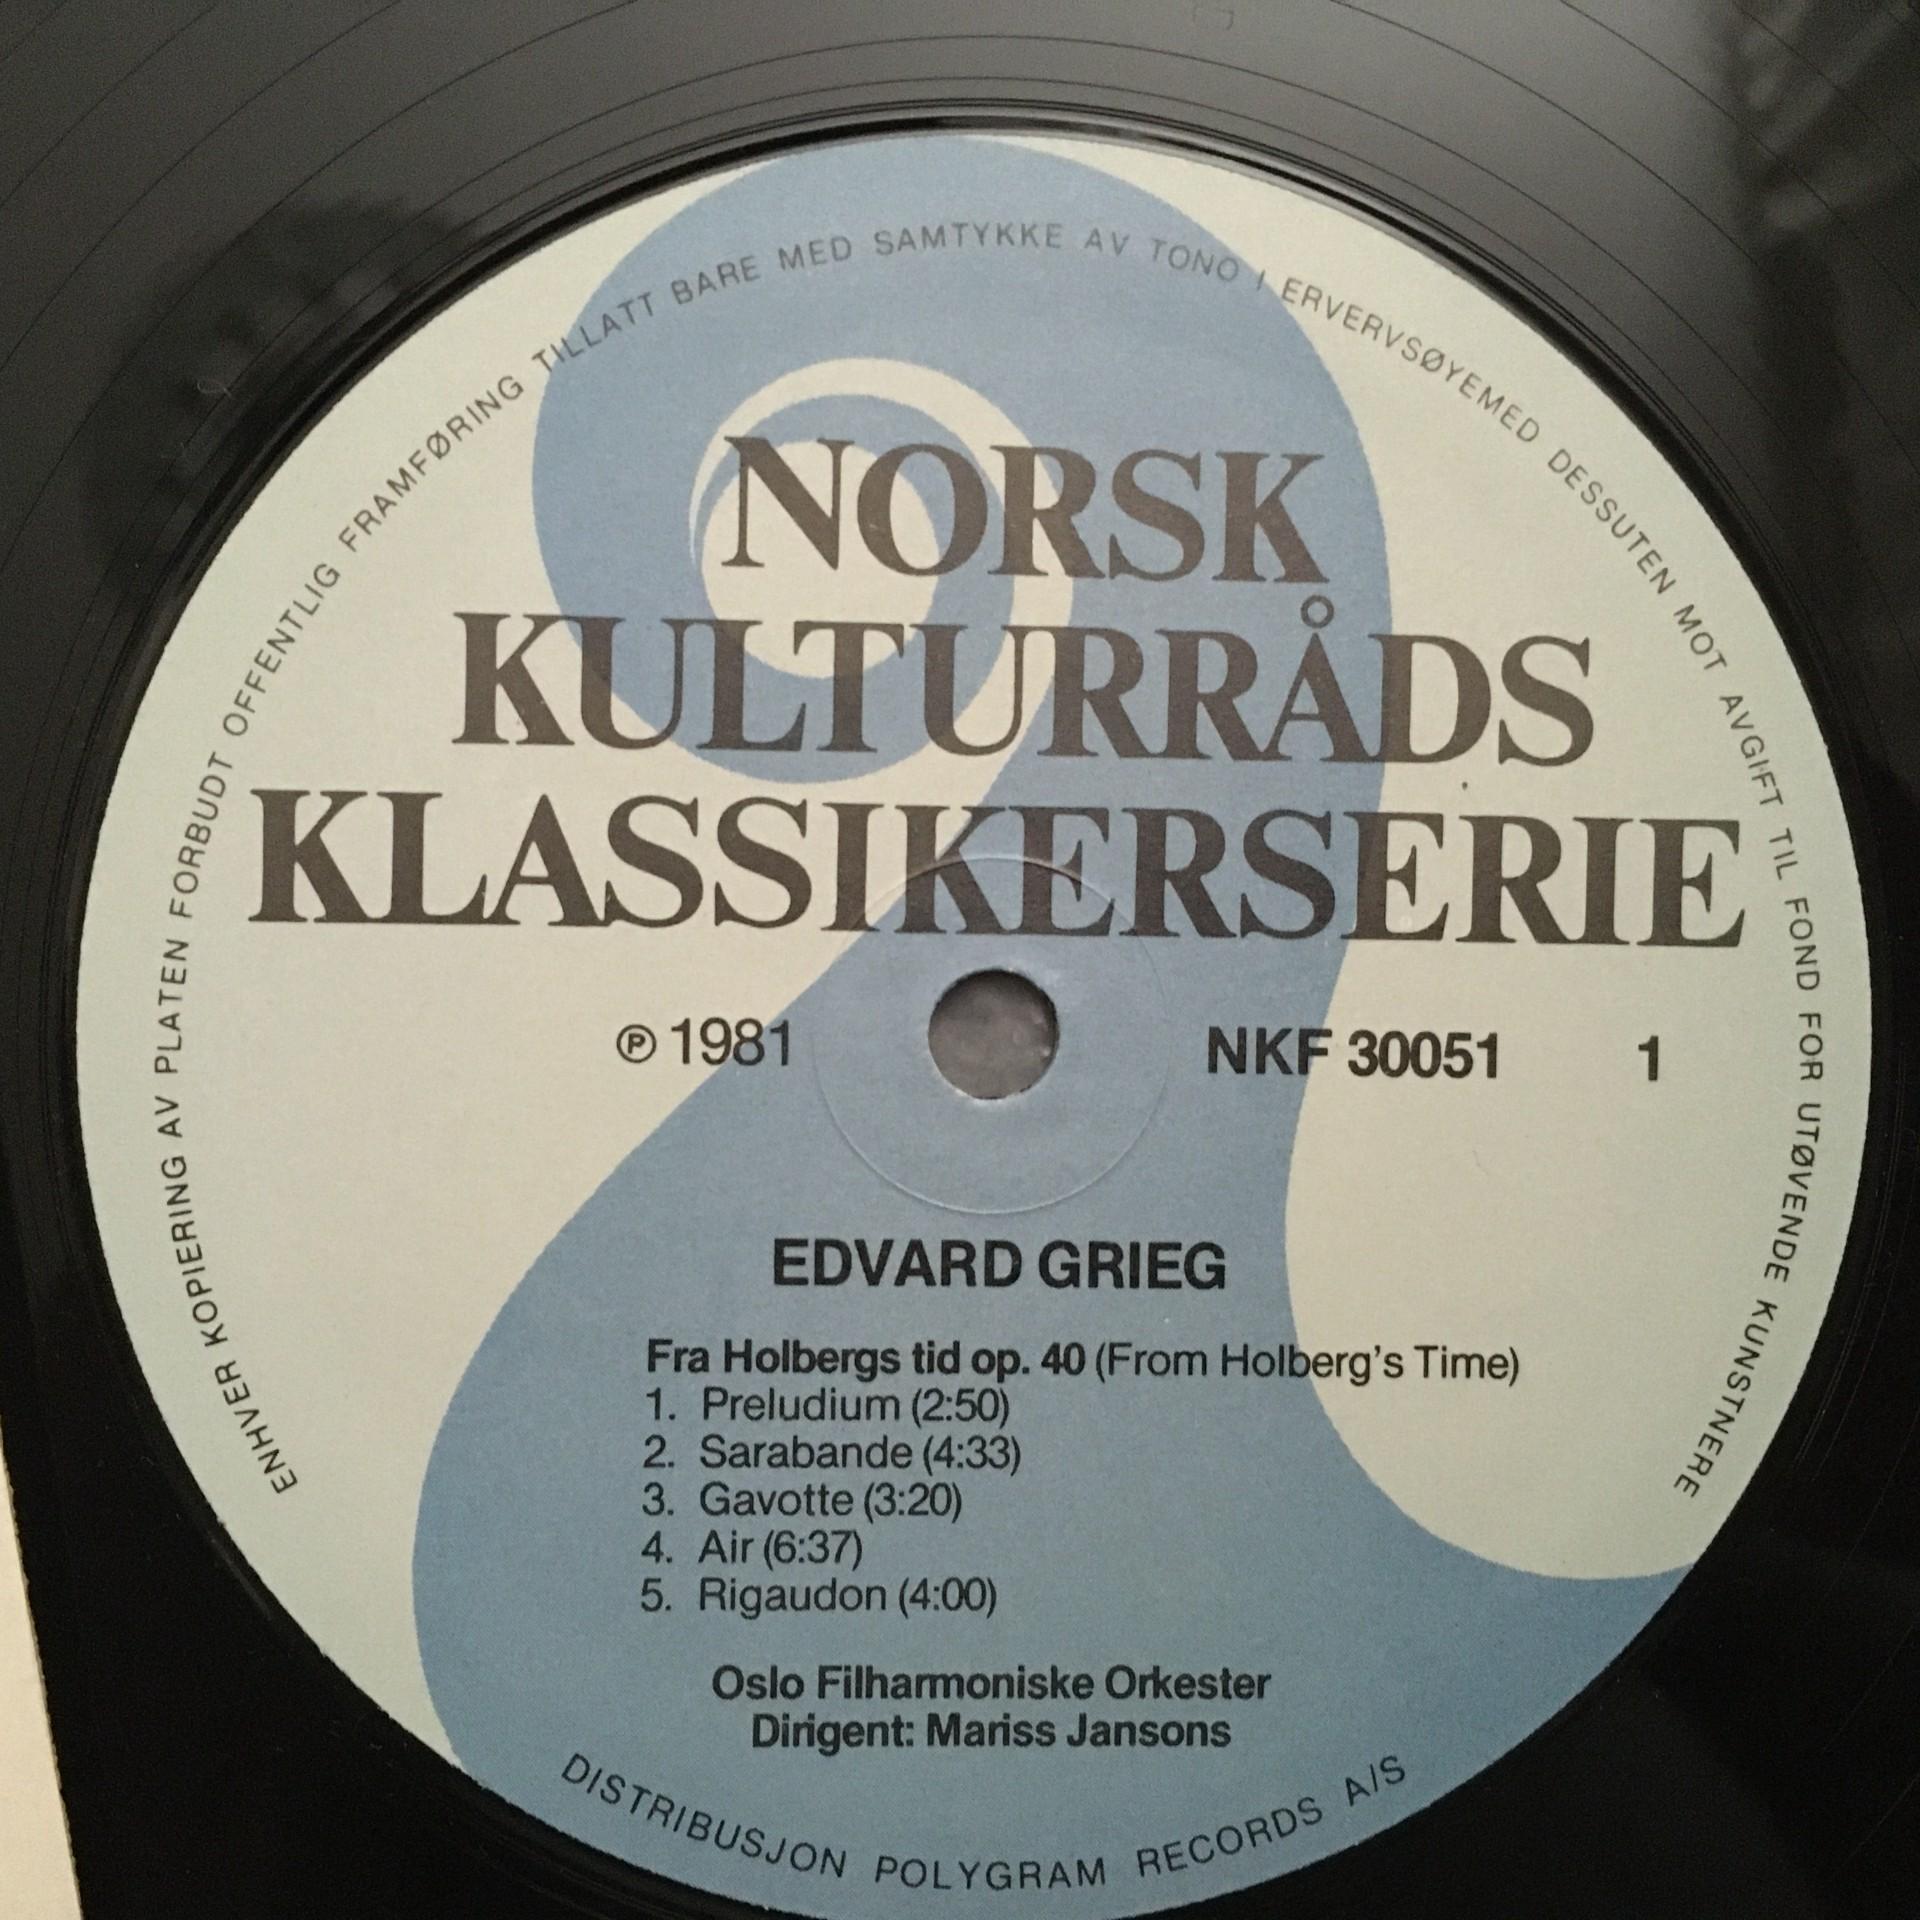 ENHVER KOPIERING AV PLATEN FORBUDT OFFENTLIG FRAMFØRING TILLATT BARE MED SAMTYKKE AV TONO I ERVERVSØYEMED DESSUTEN MOT AVGIFT TIL FOND FOR UTØVENDE KUNSTNERE
NORSK
KULTURRÅDS
KLASSIKERSERIE
℗ 1981 NKF 30051 1
EDVARD GRIEG
Fra Holbergs tid op. 40 (From Holberg's Time)
1. Preludium (2:50)
2. Sarabande (4:33)
3. Gavotte (3:20)
4. Air (6:37)
5. Rigaudon (4:00)
Oslo Filharmoniske Orkester
Dirigent: Mariss Jansons
DISTRIBUSJON POLYGRAM RECORDS A/S